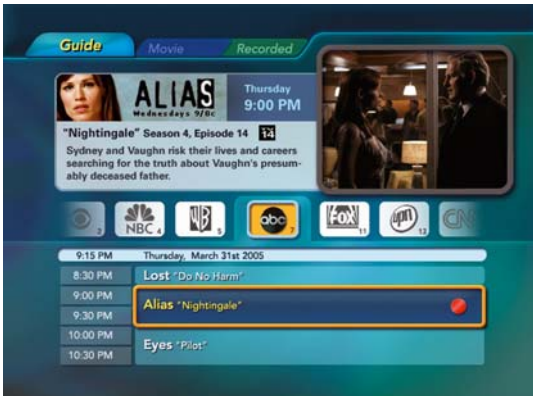 Guide Movie Recorded
ALIAS
Wednesdays 9/8c
Thursday
9:00 PM
"Nightingale" Season 4, Episode 14 14
Sydney and Vaughn risk their lives and careers
searching for the truth about Vaughn's presum-
ably deceased father.
2 NBC 4 WB 5 abc 7 FOX 11 upn 12 CNN
9:15 PM Thursday, March 31st 2005
8:30 PM Lost "Do No Harm"
9:00 PM
Alias "Nightingale"
9:30 PM
10:00 PM
Eyes "Pilot"
10:30 PM